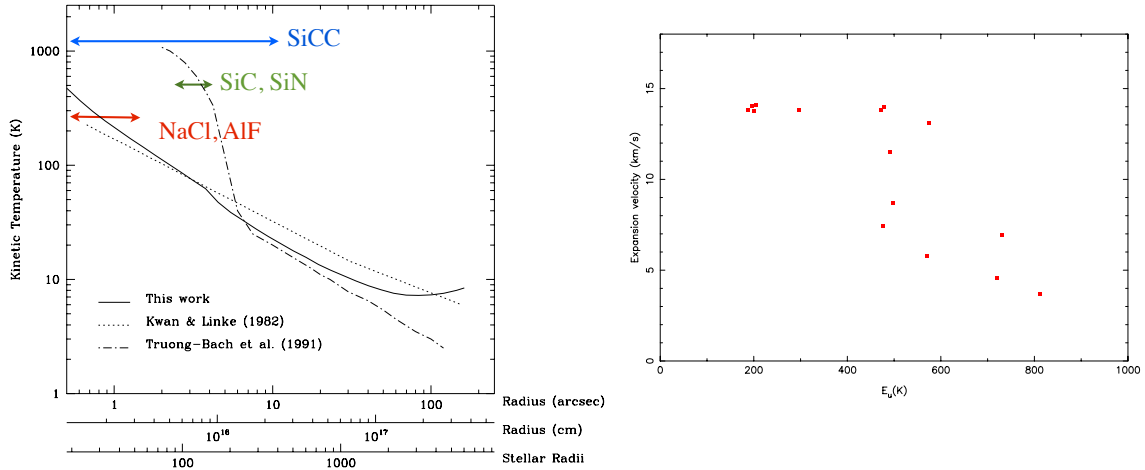 SiCC
SiC, SiN
NaCl, AlF
Kinetic Temperature (K)
1000
100
10
1
This work
Kwan & Linke (1982)
Truong-Bach et al. (1991)
1 10 100 Radius (arcsec)
10^16 10^17 Radius (cm)
100 1000 Stellar Radii
Expansion velocity (km/s)
15
10
5
0
0 200 400 600 800 1000
E_u(K)